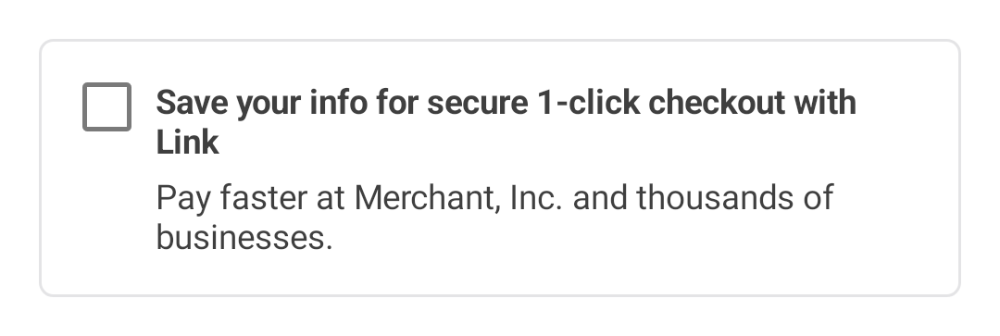 Save your info for secure 1-click checkout with
Link
Pay faster at Merchant, Inc. and thousands of
businesses.